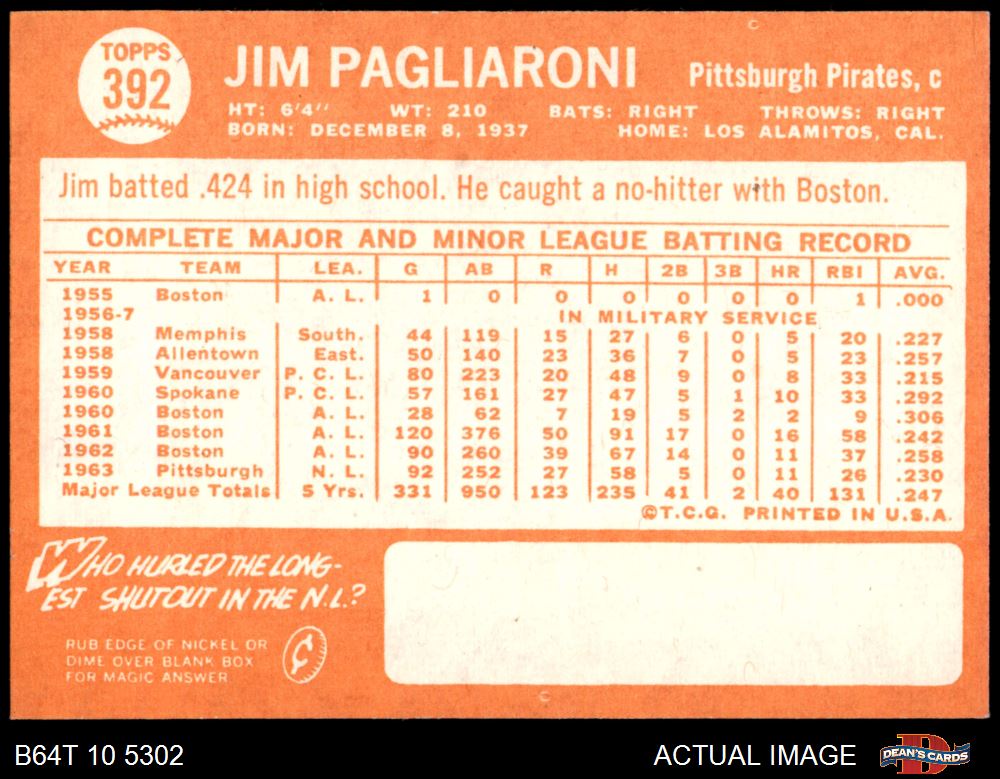 TOPPS
392
JIM PAGLIARONI Pittsburgh Pirates, C
HT: 6'4" WT: 210 BATS: RIGHT THROWS: RIGHT
BORN: DECEMBER 8, 1937 HOME: LOS ALAMITOS, CAL.
Jim batted .424 in high school. He caught a no-hitter with Boston.
COMPLETE MAJOR AND MINOR LEAGUE BATTING RECORD
YEAR TEAM LEA. G AB R H 2B 3B HR RBI AVG.
1955 Boston A. L. 1 0 0 0 0 0 0 1 .000
1956-7 IN MILITARY SERVICE
1958 Memphis South. 44 119 15 27 6 0 5 20 .227
1958 Allentown East. 50 140 23 36 7 0 5 23 .257
1959 Vancouver P. C. L. 80 223 20 48 9 0 8 33 .215
1960 Spokane P. C. L. 57 161 27 47 5 1 10 33 .292
1960 Boston A. L. 28 62 7 19 5 2 2 9 .306
1961 Boston A. L. 120 376 50 91 17 0 16 58 .242
1962 Boston A. L. 90 260 39 67 14 0 11 37 .258
1963 Pittsburgh N. L. 92 252 27 58 5 0 11 26 .230
Major League Totals 5 Yrs. 331 950 123 235 41 2 40 131 .247
©T.C.G. PRINTED IN U.S.A.
WHO HURLED THE LONG-
EST SHUTOUT IN THE N.L.?
RUB EDGE OF NICKEL OR
DIME OVER BLANK BOX
FOR MAGIC ANSWER
¢
B64T 10 5302 ACTUAL IMAGE DEAN'S CARDS